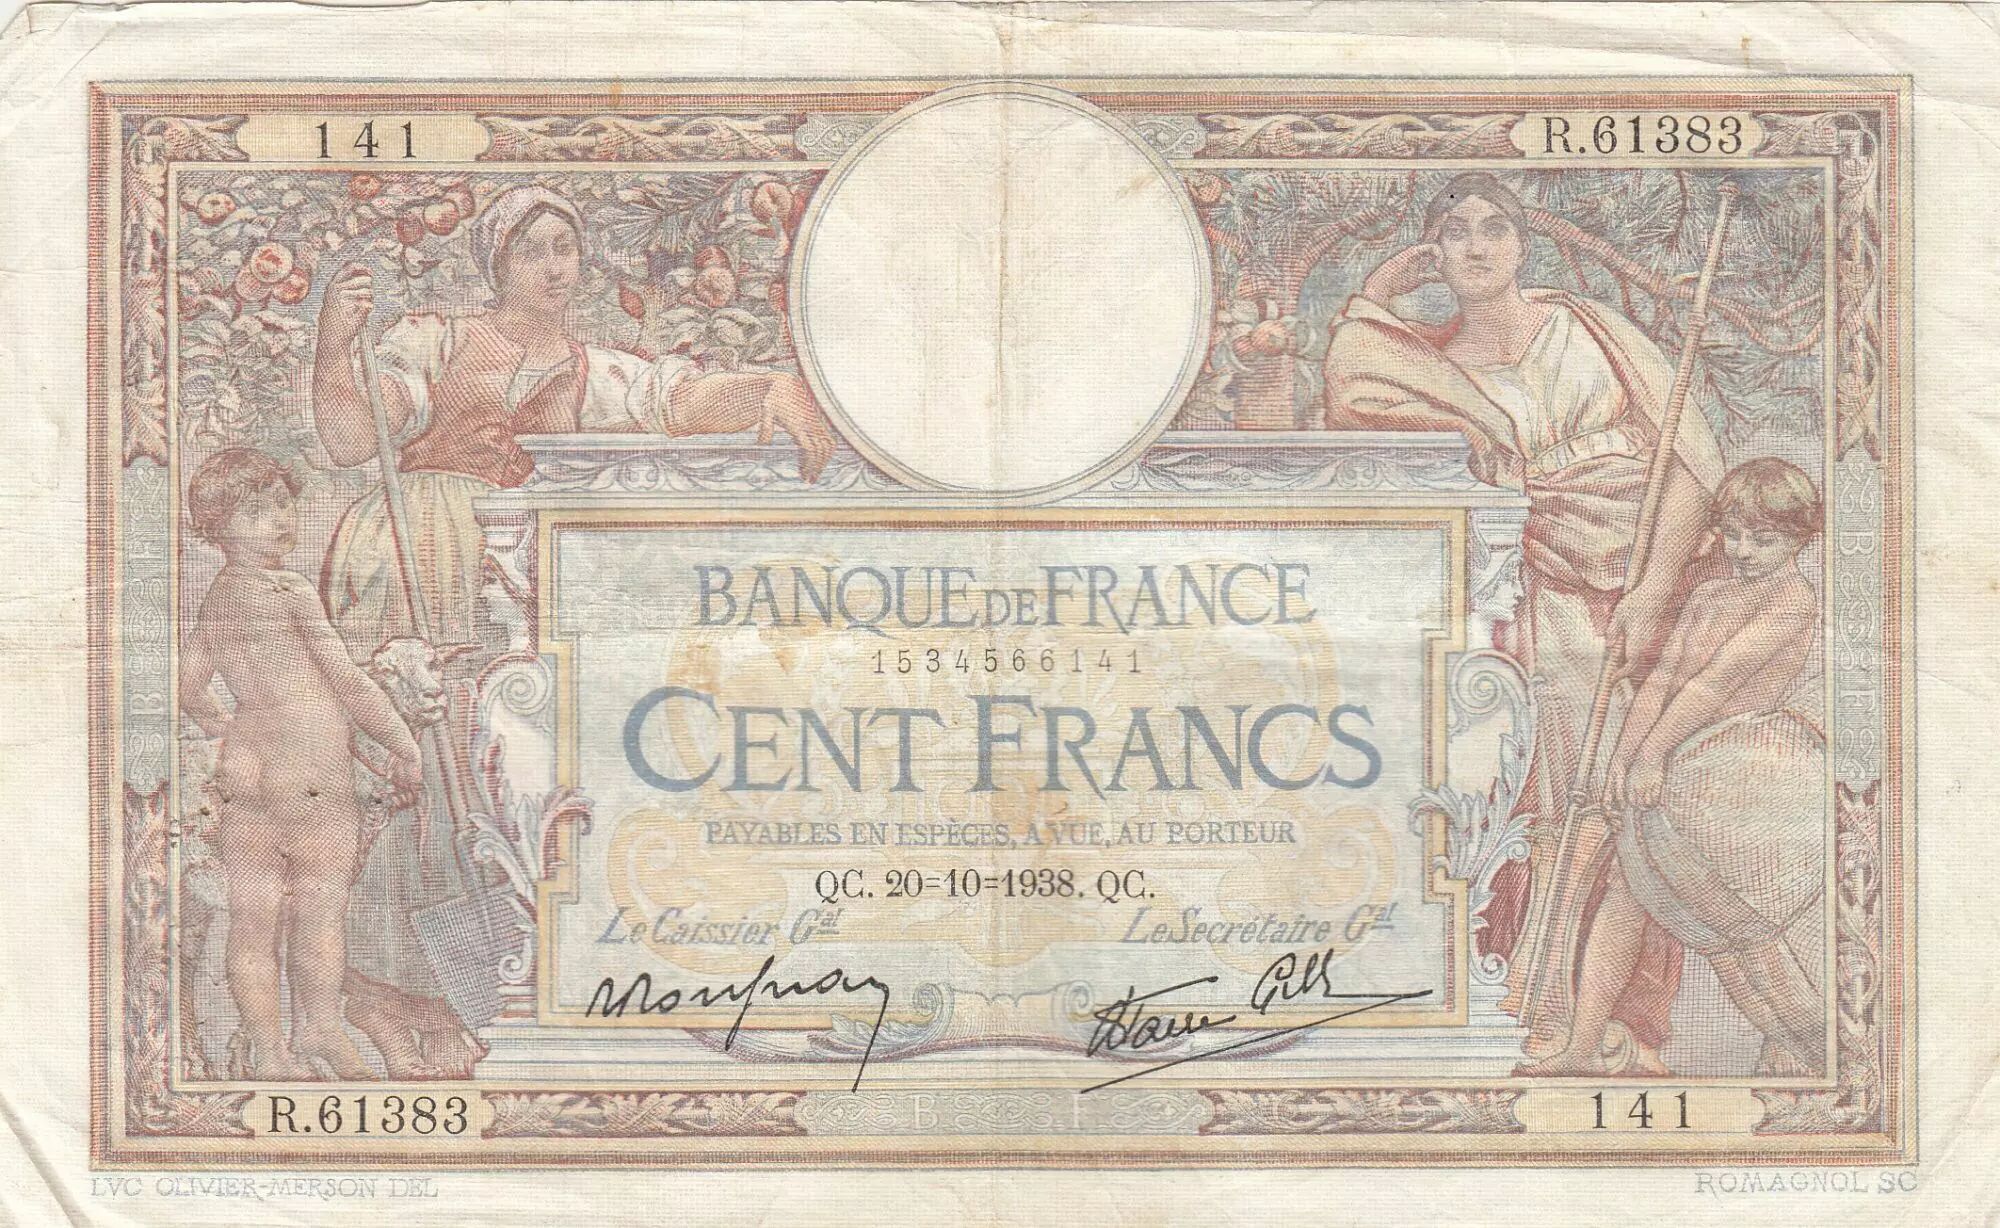 141
R.61383
BANQUE DE FRANCE
1534566141
CENT FRANCS
PAYABLES EN ESPÈCES, A VUE, AU PORTEUR
QC. 20=10=1938. QC.
Le Caissier Gal
Le Secrétaire Gal
R.61383
B F
141
LVC OLIVIER-MERSON DEL
ROMAGNOL SC